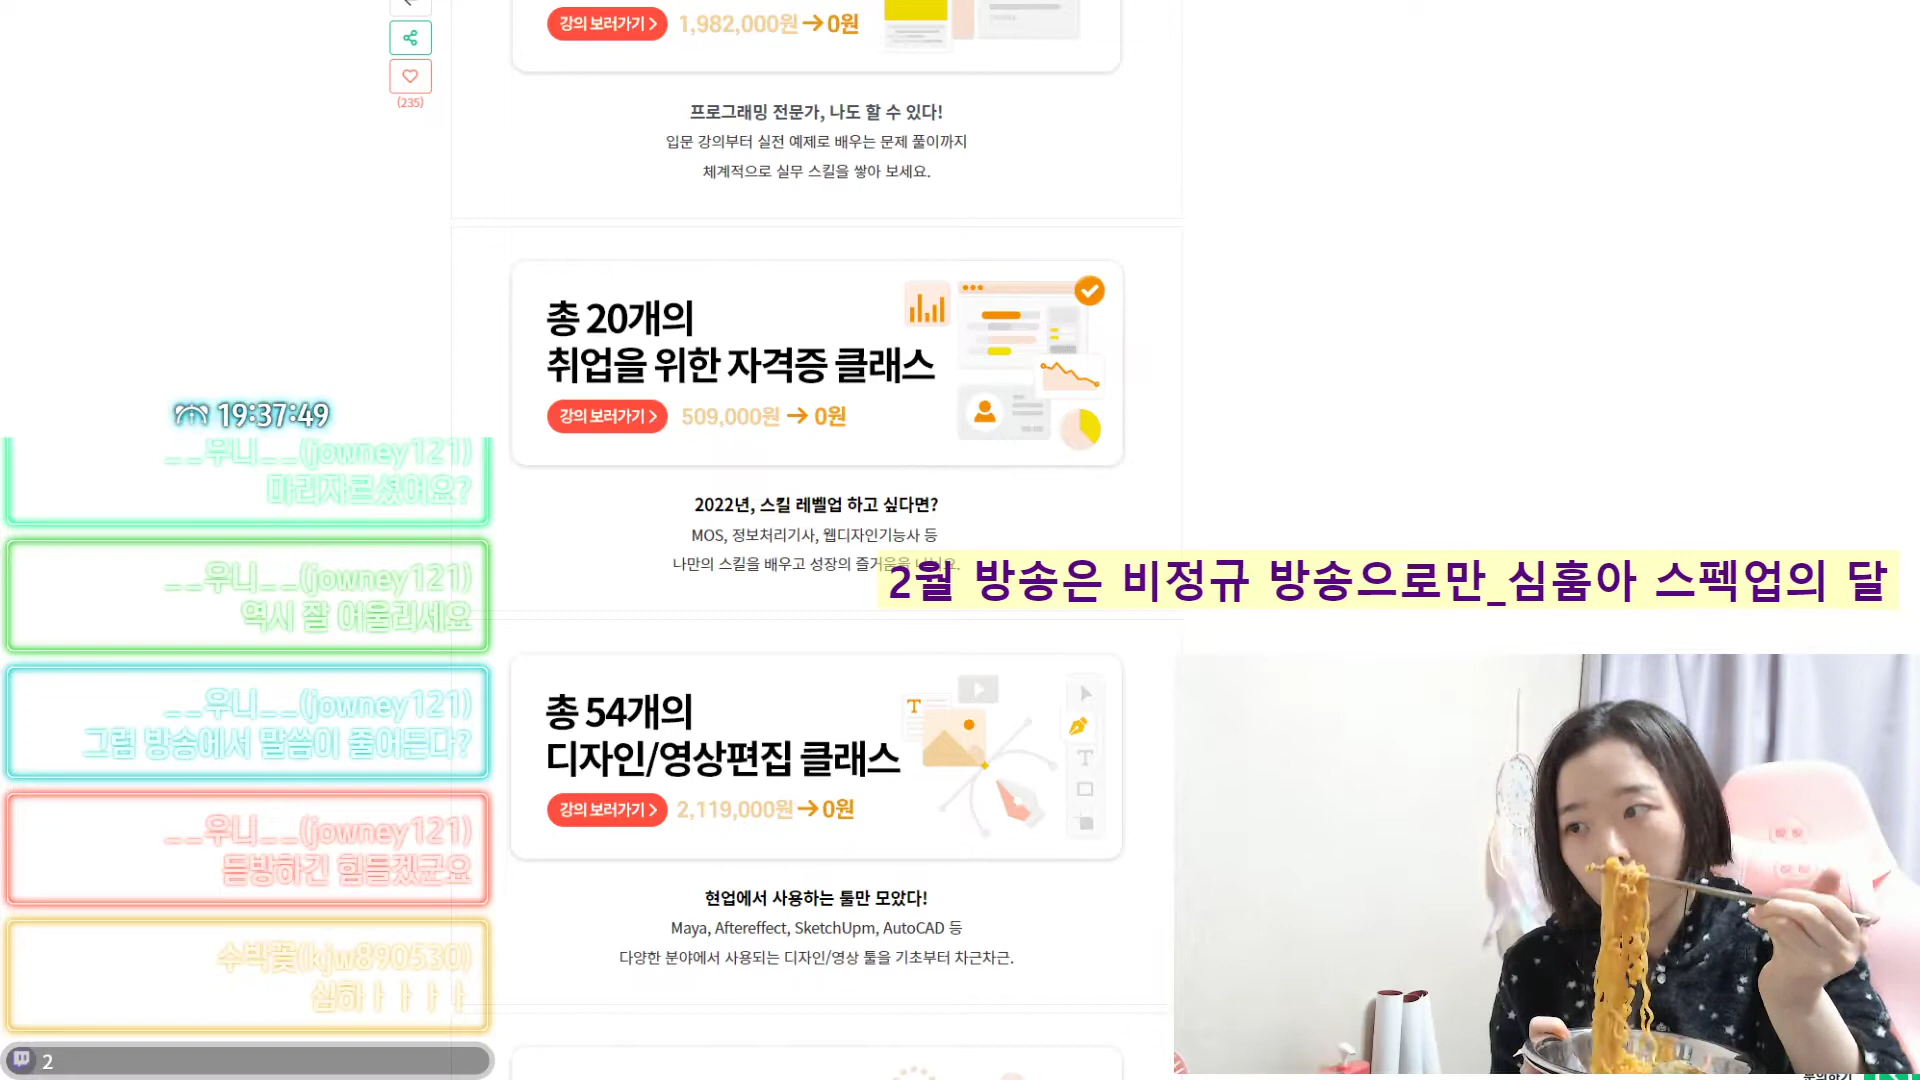 강의 보러가기 >
1,982,000원 → 0원
(235)
프로그래밍 전문가, 나도 할 수 있다!
입문 강의부터 실전 예제로 배우는 문제 풀이까지
체계적으로 실무 스킬을 쌓아 보세요.
총 20개의
취업을 위한 자격증 클래스
강의 보러가기 >
509,000원 → 0원
2022년, 스킬 레벨업 하고 싶다면?
MOS, 정보처리기사, 웹디자인기능사 등
나만의 스킬을 배우고 성장의 즐거움을
2월 방송은 비정규 방송으로만_심훔아 스펙업의 달
총 54개의
디자인/영상편집 클래스
강의 보러가기 >
2,119,000원 → 0원
현업에서 사용하는 툴만 모았다!
Maya, Aftereffect, SketchUpm, AutoCAD 등
다양한 분야에서 사용되는 디자인/영상 툴을 기초부터 차근차근.
19:37:49
__우니__(jowney121)
마리자르셨어요?
__우니__(jowney121)
역시 잘 어울리세요
__우니__(jowney121)
그럼 방송에서 말씀이 줄어든다?
__우니__(jowney121)
듣방하긴 힘들겠군요
수박꽃(kjw890530)
심하ㅏㅏㅏㅏ
2
문의하기